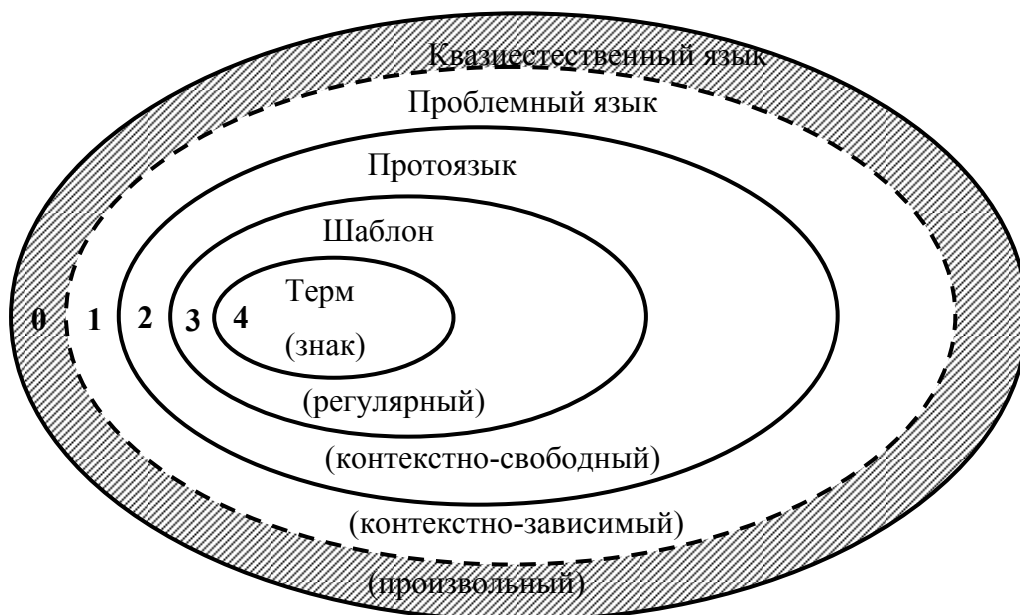 Квазиестественный язык
Проблемный язык
Протоязык
Шаблон
Терм
0 1 2 3 4
(знак)
(регулярный)
(контекстно-свободный)
(контекстно-зависимый)
(произвольный)